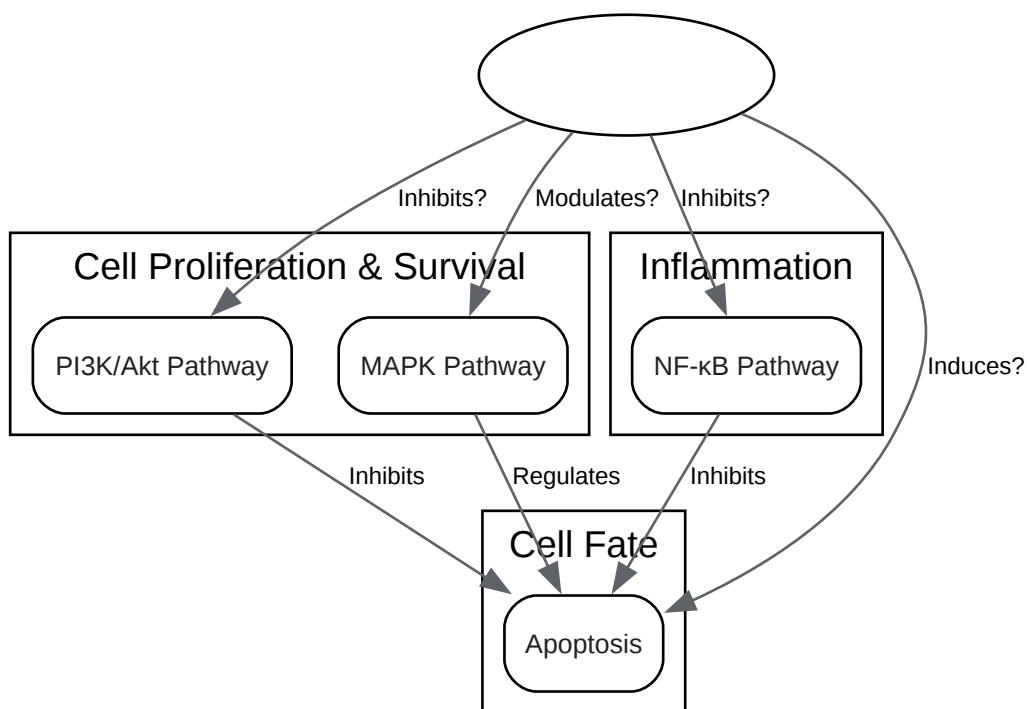 Inhibits?
Modulates?
Inhibits?
Cell Proliferation & Survival
Inflammation
PI3K/Akt Pathway
MAPK Pathway
NF-κB Pathway
Induces?
Inhibits
Regulates
Inhibits
Cell Fate
Apoptosis